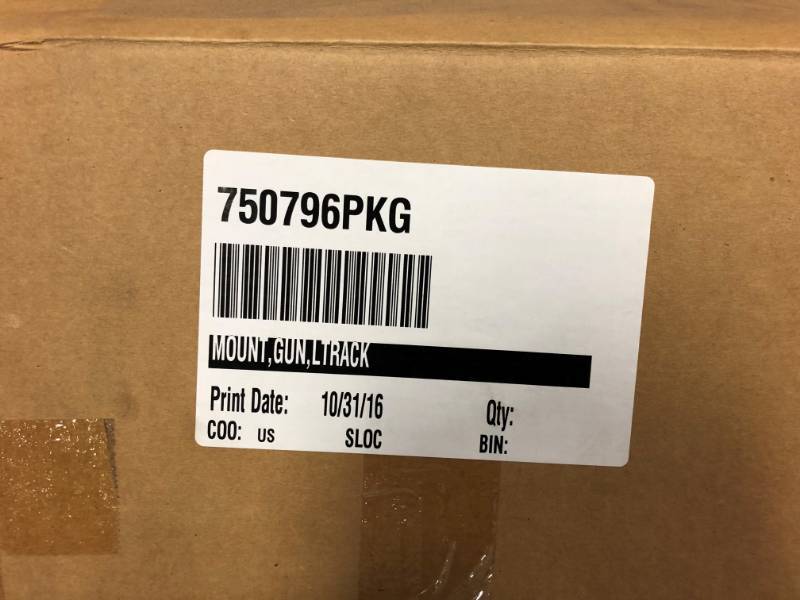 750796PKG
MOUNT,GUN,LTRACK
Print Date: 10/31/16 Qty:
COO: US SLOC BIN: